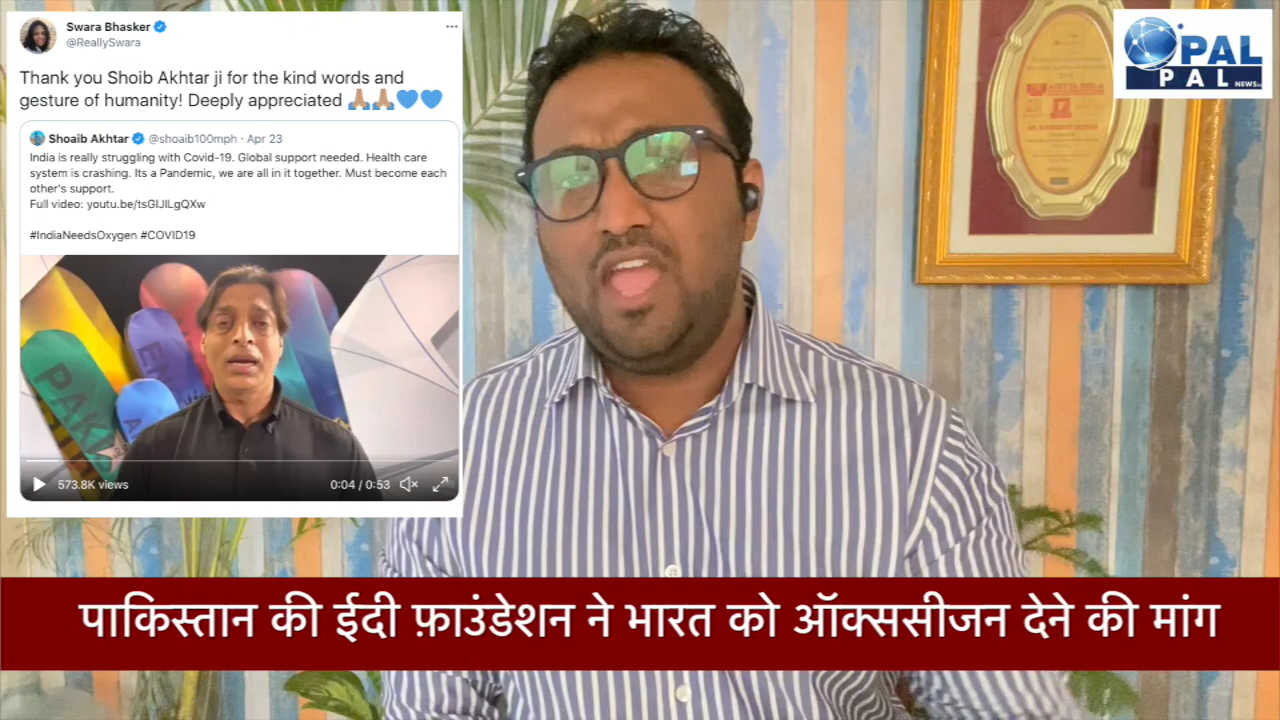 Swara Bhasker
@ReallySwara
Thank you Shoib Akhtar ji for the kind words and
gesture of humanity! Deeply appreciated 🙏🏽🙏🏽💙💙
Shoaib Akhtar @shoaib100mph · Apr 23
India is really struggling with Covid-19. Global support needed. Health care
system is crashing. Its a Pandemic, we are all in it together. Must become each
other's support.
Full video: youtu.be/tsGIJILgQXw
#IndiaNeedsOxygen #COVID19
573.8K views
0:04 / 0:53
PAL
PAL NEWS
पाकिस्तान की ईदी फ़ाउंडेशन ने भारत को ऑक्ससीजन देने की मांग